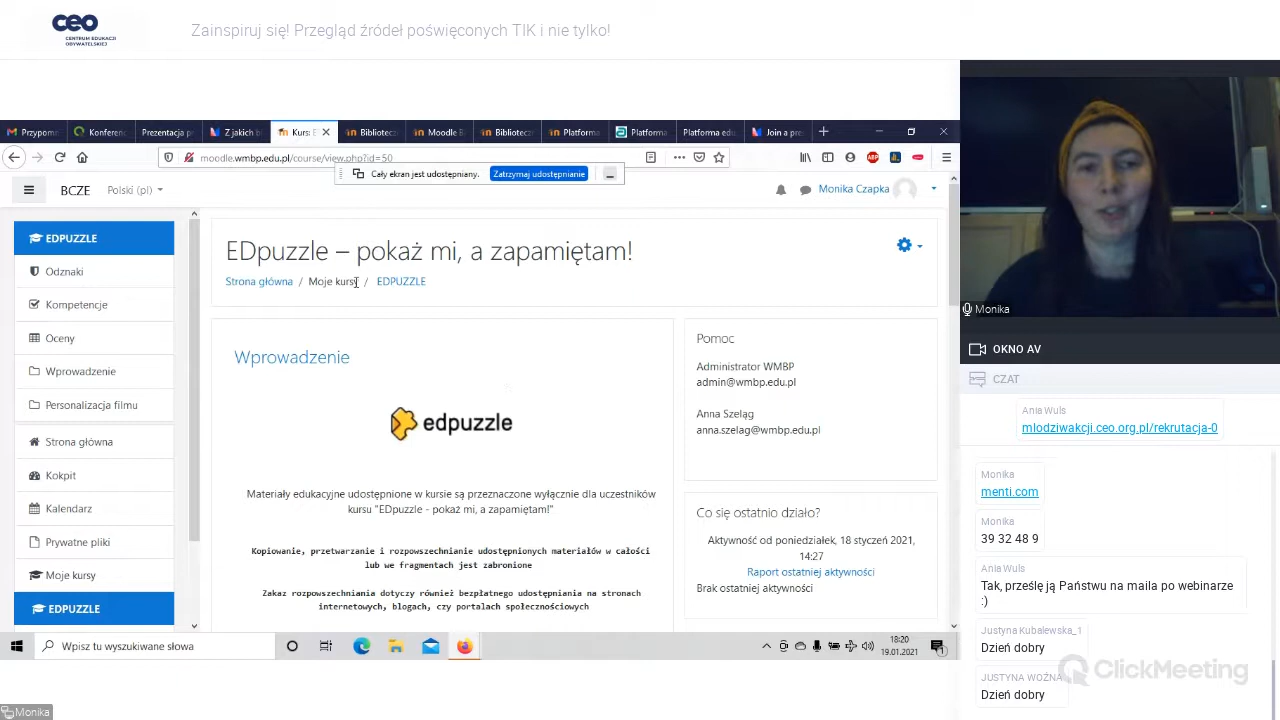 CEO
CENTRUM EDUKACJI
OBYWATELSKIEJ
Zainspiruj się! Przegląd źródeł poświęconych TIK i nie tylko!
Przypom
Konferenc
Prezentacja pr
Z jakich b
Kurs: E
Biblioteczn
Moodle B
Biblioteczn
Platforma
Platforma
Platforma edu
Join a pre
moodle.wmbp.edu.pl/course/view.php?id=50
Cały ekran jest udostępniany.
Zatrzymaj udostępnianie
BCZE
Polski (pl)
Monika Czapka
EDPUZZLE
Odznaki
Kompetencje
Oceny
Wprowadzenie
Personalizacja filmu
Strona główna
Kokpit
Kalendarz
Prywatne pliki
Moje kursy
EDPUZZLE
EDpuzzle – pokaż mi, a zapamiętam!
Strona główna / Moje kursy / EDPUZZLE
Wprowadzenie
edpuzzle
Materiały edukacyjne udostępnione w kursie są przeznaczone wyłącznie dla uczestników
kursu "EDpuzzle - pokaż mi, a zapamiętam!"
Kopiowanie, przetwarzanie i rozpowszechnianie udostępnionych materiałów w całości
lub we fragmentach jest zabronione
Zakaz rozpowszechniania dotyczy również bezpłatnego udostępniania na stronach
internetowych, blogach, czy portalach społecznościowych
Pomoc
Administrator WMBP
admin@wmbp.edu.pl
Anna Szeląg
anna.szelag@wmbp.edu.pl
Co się ostatnio działo?
Aktywność od poniedziałek, 18 styczeń 2021,
14:27
Raport ostatniej aktywności
Brak ostatniej aktywności
Wpisz tu wyszukiwane słowa
18:20
19.01.2021
1
Monika
Monika
OKNO AV
CZAT
Ania Wuls
mlodziwakcji.ceo.org.pl/rekrutacja-0
Monika
menti.com
Monika
39 32 48 9
Ania Wuls
Tak, prześlę ją Państwu na maila po webinarze
:)
Justyna Kubalewska_1
Dzień dobry
JUSTYNA WOŹNA
Dzień dobry
ClickMeeting